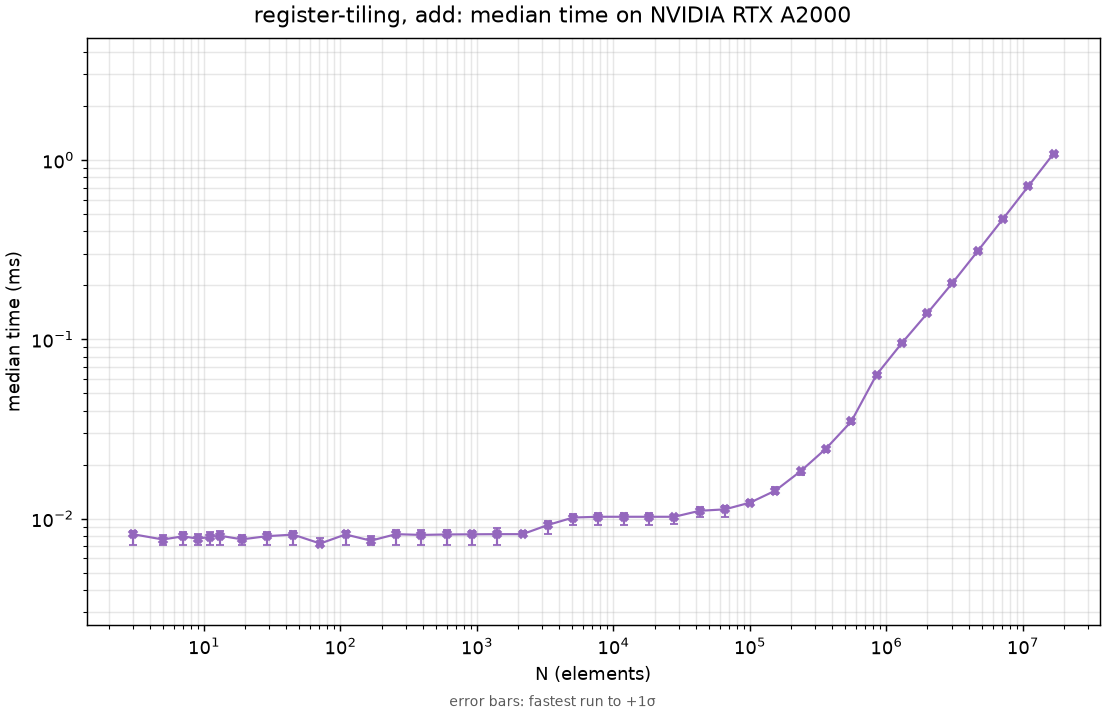 register-tiling, add: median time on NVIDIA RTX A2000
median time (ms)
10⁰
10⁻¹
10⁻²
10¹ 10² 10³ 10⁴ 10⁵ 10⁶ 10⁷
N (elements)
error bars: fastest run to +1σ